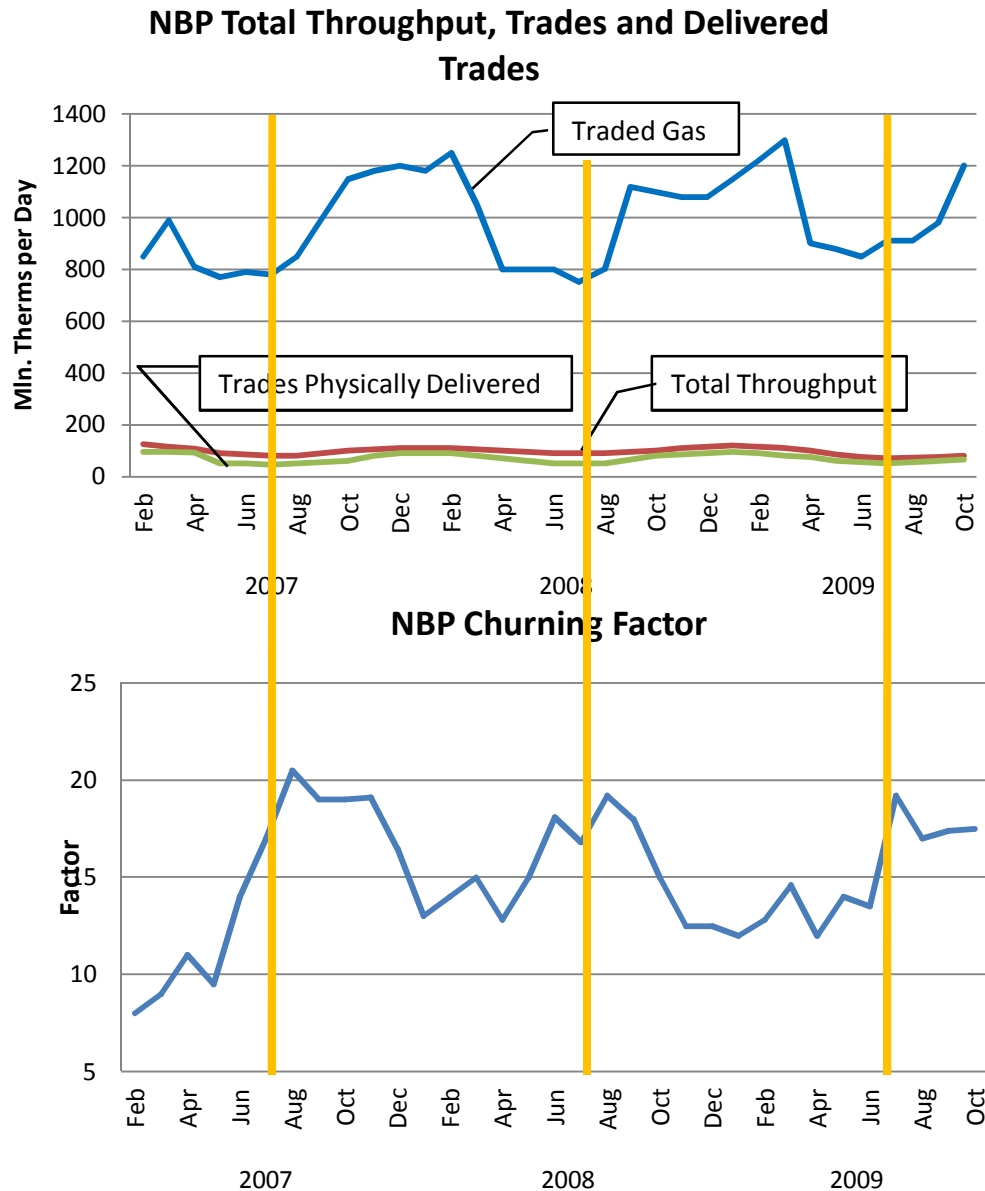 NBP Total Throughput, Trades and Delivered
Trades
1400
1200
1000
800
600
400
200
0
Mln. Therms per Day
Traded Gas
Trades Physically Delivered
Total Throughput
Feb Apr Jun Aug Oct Dec Feb Apr Jun Aug Oct Dec Feb Apr Jun Aug Oct
2007 2008 2009
NBP Churning Factor
25
20
15
10
5
Factor
Feb Apr Jun Aug Oct Dec Feb Apr Jun Aug Oct Dec Feb Apr Jun Aug Oct
2007 2008 2009